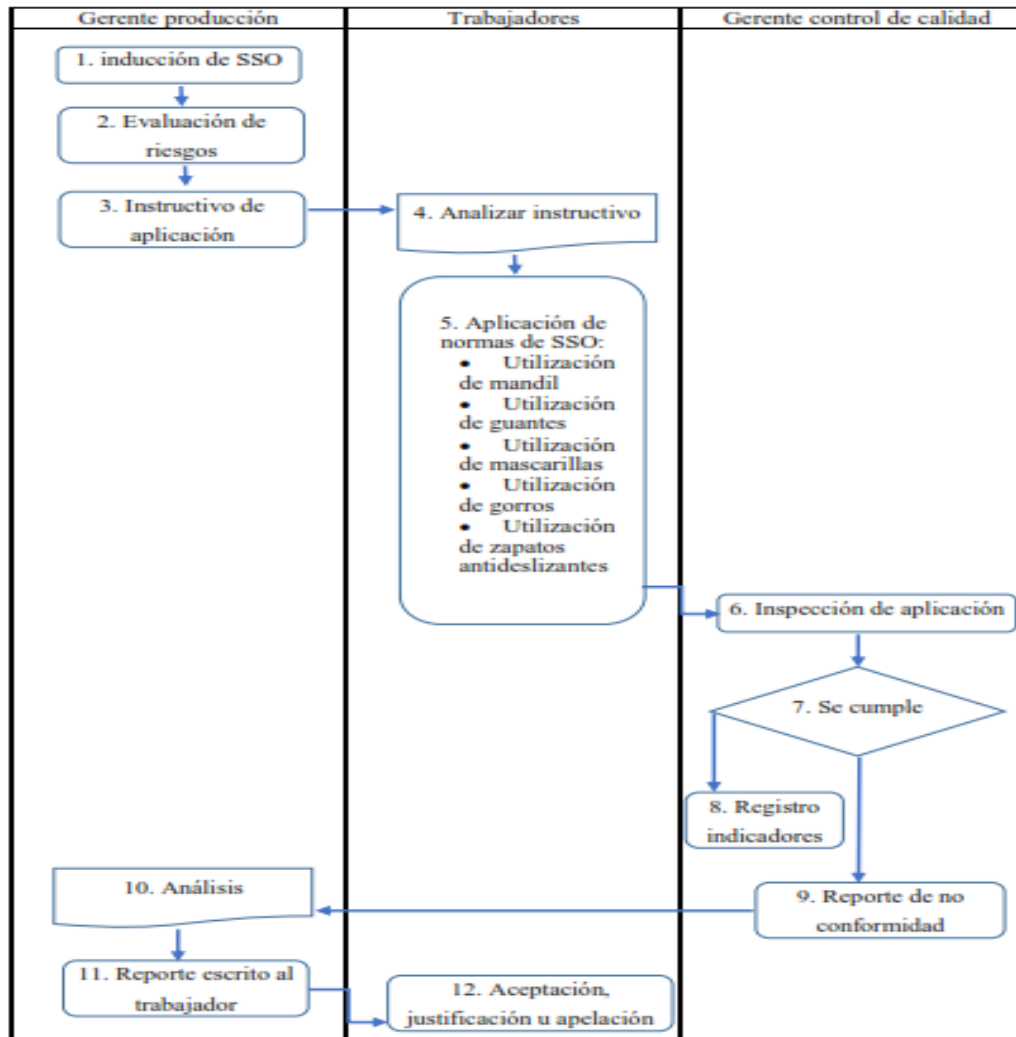 Gerente producción
Trabajadores
Gerente control de calidad
1. inducción de SSO
2. Evaluación de
riesgos
3. Instructivo de
aplicación
4. Analizar instructivo
5. Aplicación de
normas de SSO:
• Utilización
de mandil
• Utilización
de guantes
• Utilización
de mascarillas
• Utilización
de gorros
• Utilización
de zapatos
antideslizantes
6. Inspección de aplicación
7. Se cumple
8. Registro
indicadores
9. Reporte de no
conformidad
10. Análisis
11. Reporte escrito al
trabajador
12. Aceptación,
justificación u apelación